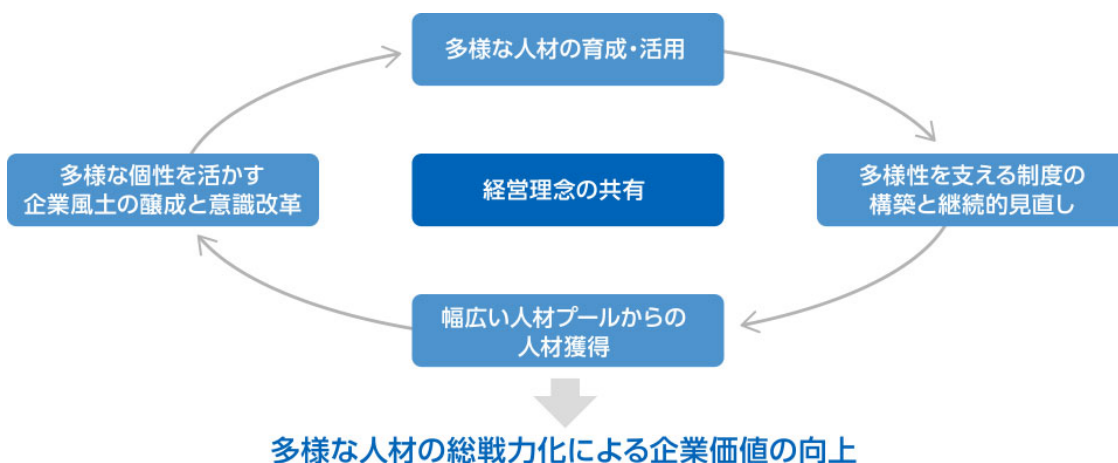 多様な人材の育成・活用
多様な個性を活かす
企業風土の醸成と意識改革
経営理念の共有
多様性を支える制度の
構築と継続的見直し
幅広い人材プールからの
人材獲得
多様な人材の総戦力化による企業価値の向上